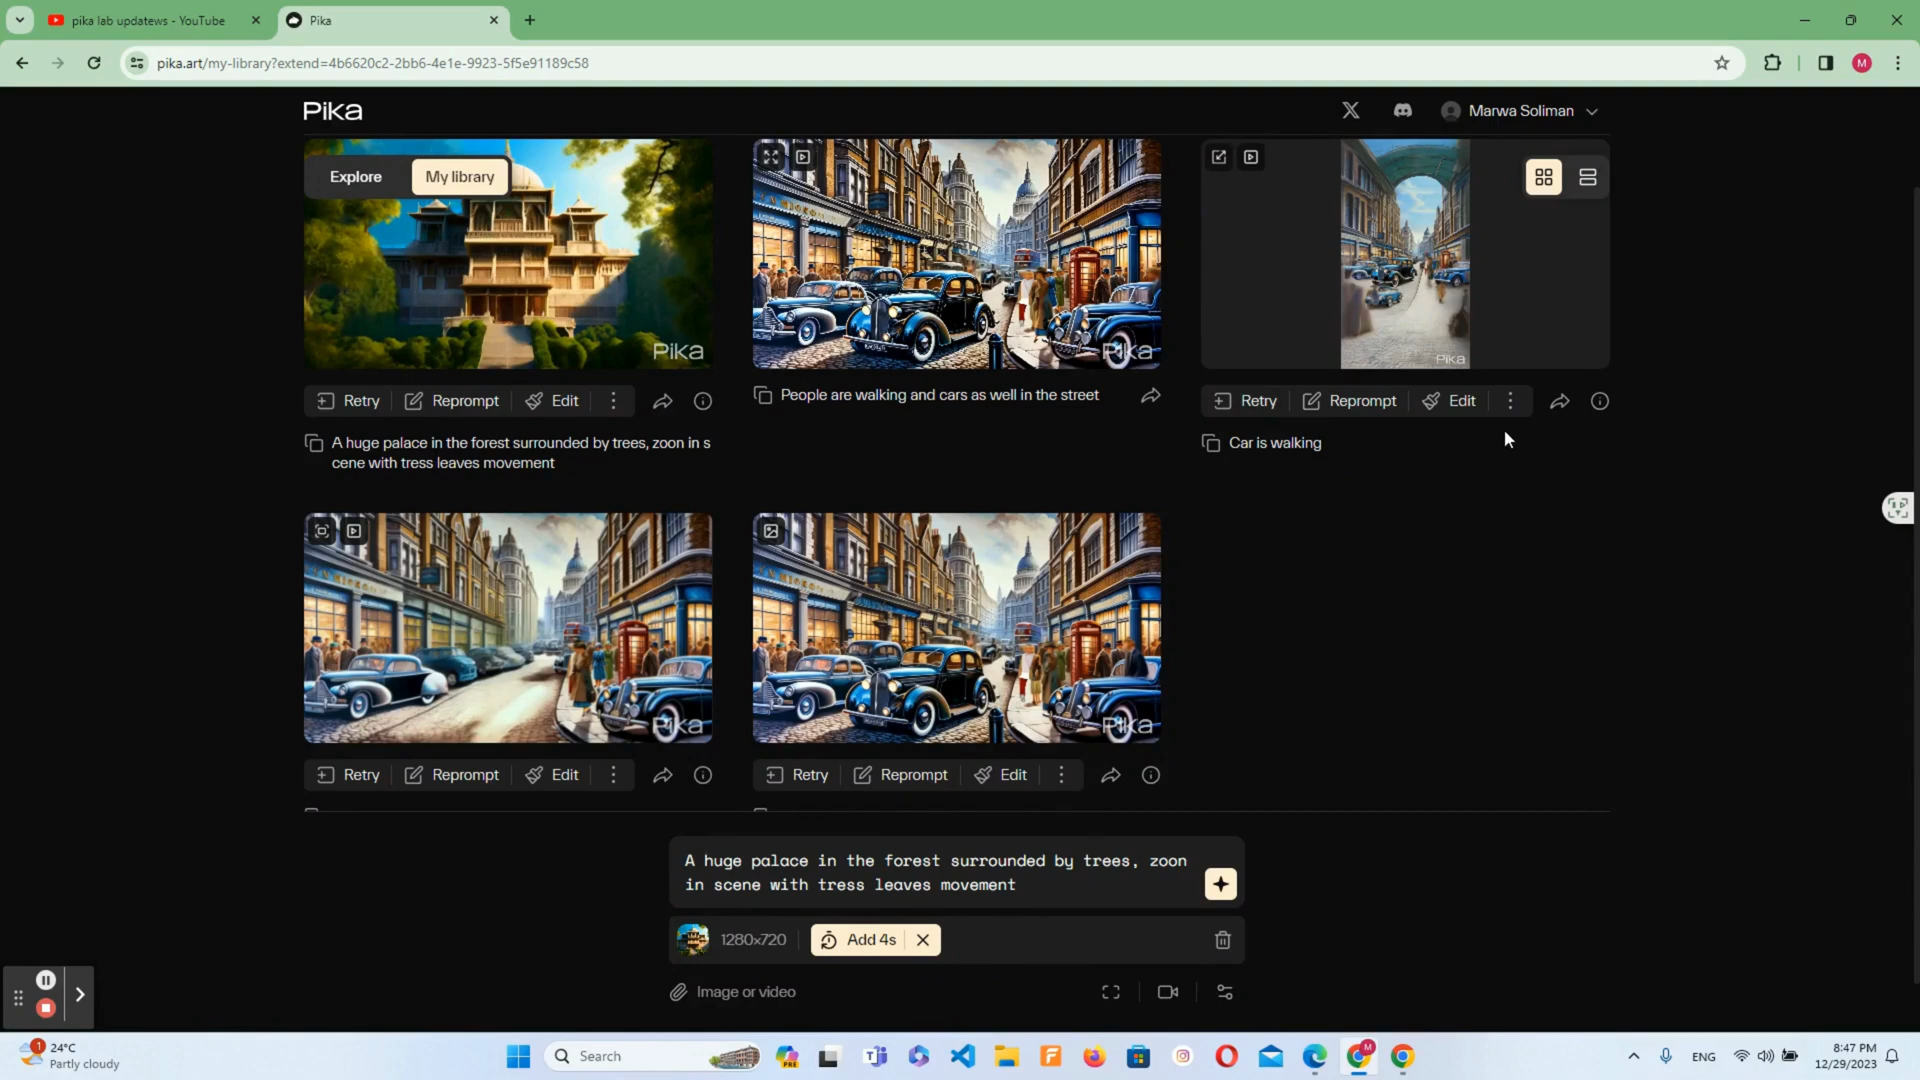 pika lab updatews - YouTube
Pika
pika.art/my-library?extend=4b6620c2-2bb6-4e1e-9923-5f5e91189c58
M
Pika
Marwa Soliman
Explore
My library
Pika
Pika
Pika
Retry
Reprompt
Edit
People are walking and cars as well in the street
Retry
Reprompt
Edit
A huge palace in the forest surrounded by trees, zoon in s
cene with tress leaves movement
Car is walking
Pika
Pika
Retry
Reprompt
Edit
Retry
Reprompt
Edit
A huge palace in the forest surrounded by trees, zoon
in scene with tress leaves movement
1280×720
Add 4s
Image or video
1
24°C
Partly cloudy
Search
PRE
M
ENG
8:47 PM
12/29/2023